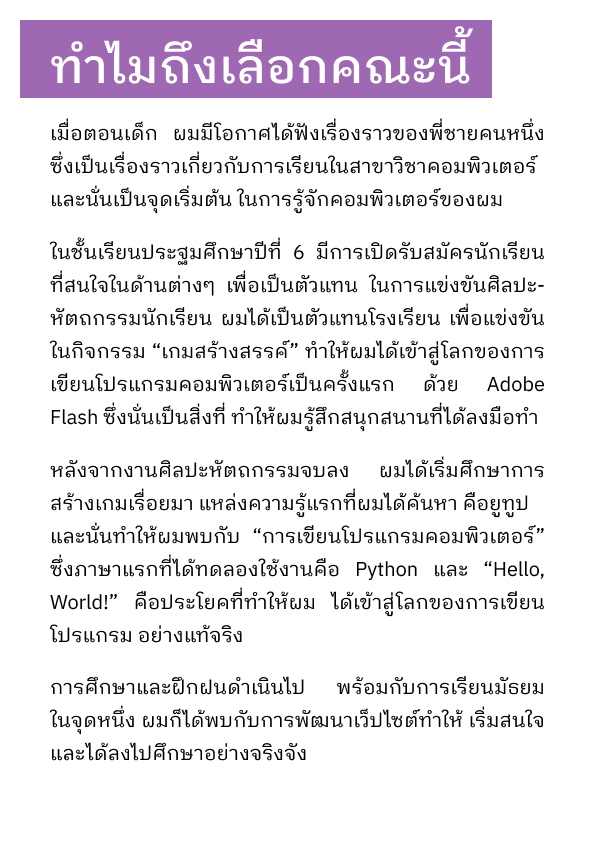 ทำไมถึงเลือกคณะนี้
เมื่อตอนเด็ก ผมมีโอกาศได้ฟังเรื่องราวของพี่ชายคนหนึ่ง
ซึ่งเป็นเรื่องราวเกี่ยวกับการเรียนในสาขาวิชาคอมพิวเตอร์
และนั่นเป็นจุดเริ่มต้น ในการรู้จักคอมพิวเตอร์ของผม
ในชั้นเรียนประฐมศึกษาปีที่ 6 มีการเปิดรับสมัครนักเรียน
ที่สนใจในด้านต่างๆ เพื่อเป็นตัวแทน ในการแข่งขันศิลปะ-
หัตถกรรมนักเรียน ผมได้เป็นตัวแทนโรงเรียน เพื่อแข่งขัน
ในกิจกรรม “เกมสร้างสรรค์” ทำให้ผมได้เข้าสู่โลกของการ
เขียนโปรแกรมคอมพิวเตอร์เป็นครั้งแรก ด้วย Adobe
Flash ซึ่งนั่นเป็นสิ่งที่ ทำให้ผมรู้สึกสนุกสนานที่ได้ลงมือทำ
หลังจากงานศิลปะหัตถกรรมจบลง ผมได้เริ่มศึกษาการ
สร้างเกมเรื่อยมา แหล่งความรู้แรกที่ผมได้ค้นหา คือยูทูป
และนั่นทำให้ผมพบกับ “การเขียนโปรแกรมคอมพิวเตอร์”
ซึ่งภาษาแรกที่ได้ทดลองใช้งานคือ Python และ “Hello,
World!” คือประโยคที่ทำให้ผม ได้เข้าสู่โลกของการเขียน
โปรแกรม อย่างแท้จริง
การศึกษาและฝึกฝนดำเนินไป พร้อมกับการเรียนมัธยม
ในจุดหนึ่ง ผมก็ได้พบกับการพัฒนาเว็ปไซต์ทำให้ เริ่มสนใจ
และได้ลงไปศึกษาอย่างจริงจัง